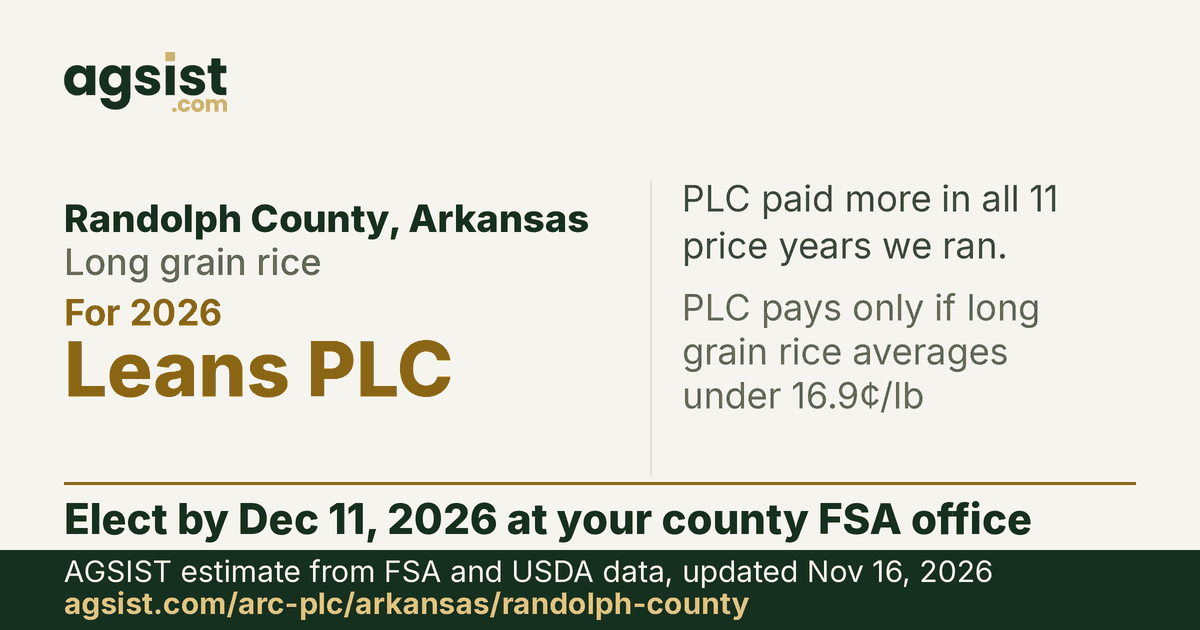 agsist
.com
Randolph County, Arkansas
Long grain rice
For 2026
Leans PLC
PLC paid more in all 11
price years we ran.
PLC pays only if long
grain rice averages
under 16.9¢/lb
Elect by Dec 11, 2026 at your county FSA office
AGSIST estimate from FSA and USDA data, updated Nov 16, 2026
agsist.com/arc-plc/arkansas/randolph-county